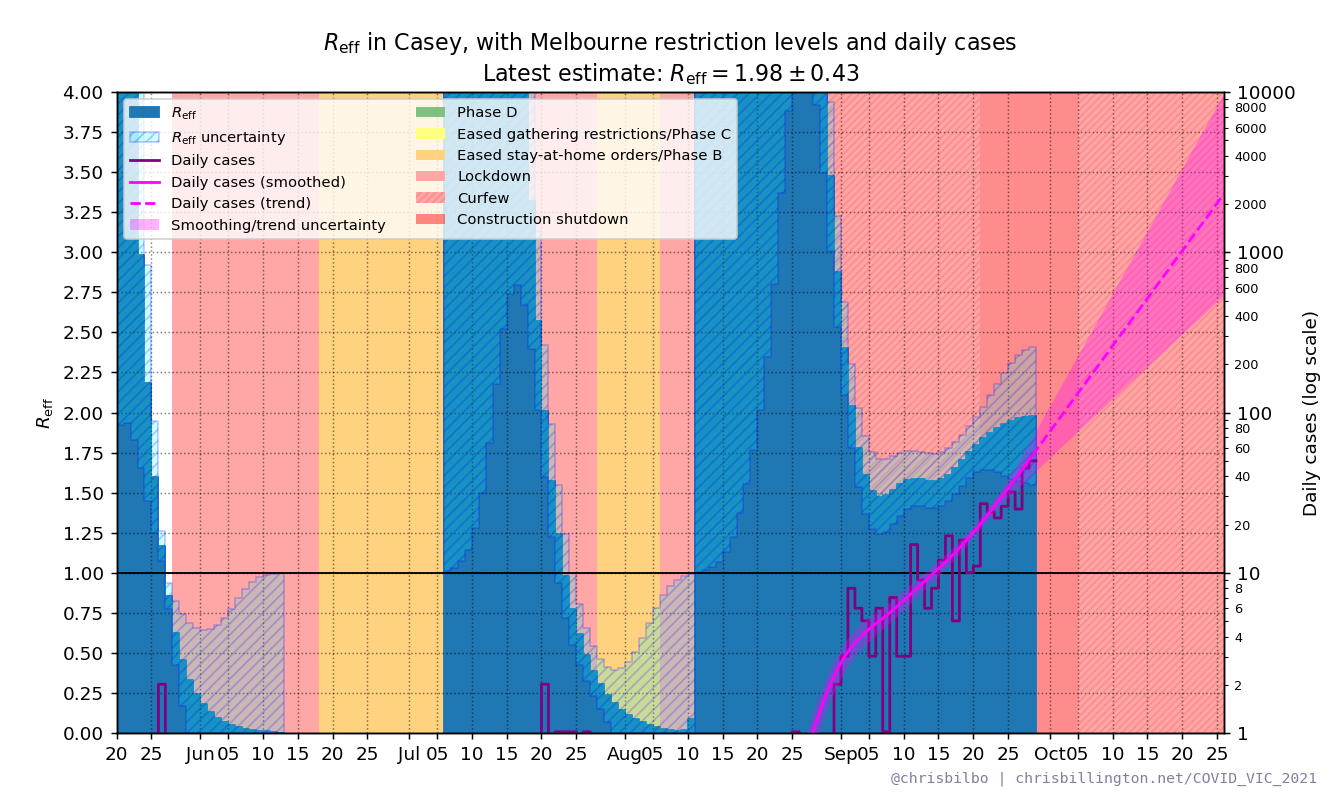 R_eff in Casey, with Melbourne restriction levels and daily cases
Latest estimate: R_eff = 1.98 ± 0.43
R_eff
R_eff uncertainty
Daily cases
Daily cases (smoothed)
Daily cases (trend)
Smoothing/trend uncertainty
Phase D
Eased gathering restrictions/Phase C
Eased stay-at-home orders/Phase B
Lockdown
Curfew
Construction shutdown
R_eff
4.00
3.75
3.50
3.25
3.00
2.75
2.50
2.25
2.00
1.75
1.50
1.25
1.00
0.75
0.50
0.25
0.00
20 25 Jun 05 10 15 20 25 Jul 05 10 15 20 25 Aug 05 10 15 20 25 Sep 05 10 15 20 25 Oct 05 10 15 20 25
10000
8000
6000
4000
2000
1000
800
600
400
200
100
80
60
40
20
10
8
6
4
2
1
Daily cases (log scale)
@chrisbilbo | chrisbillington.net/COVID_VIC_2021